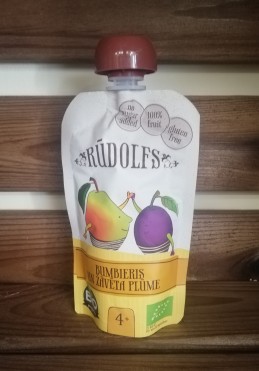 no
sugar
added
100%
fruit
gluten
free
RŪDOLFS
BUMBIERIS
UN ŽĀVĒTA PLŪME
4+